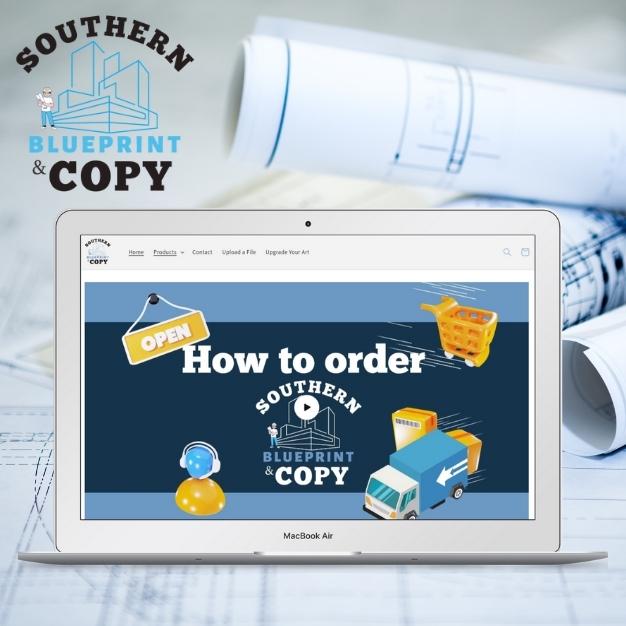 SOUTHERN
BLUEPRINT
& COPY
SOUTHERN
BLUEPRINT
& COPY
Home Products Contact Upload a File Upgrade Your Art
OPEN
How to order
SOUTHERN
BLUEPRINT
& COPY
MacBook Air